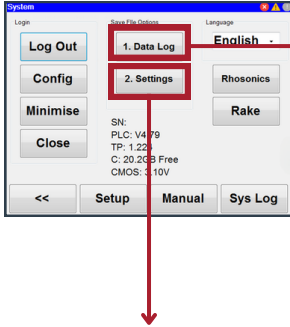 System
Login
Save File Options
Language
Log Out
1. Data Log
English
Config
2. Settings
Rhosonics
Minimise
Rake
Close
SN:
PLC: V4.79
TP: 1.22
C: 20.2GB Free
CMOS: 3.10V
<<
Setup
Manual
Sys Log